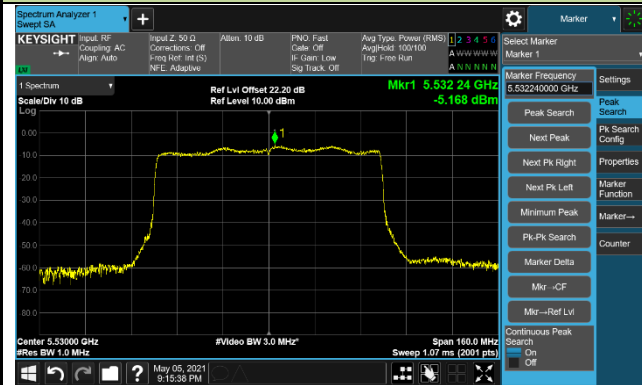 Spectrum Analyzer 1
Swept SA
Marker
KEYSIGHT
Input: RF
Coupling: AC
Align: Auto
Input Z: 50 Ω
Corrections: Off
Freq Ref: Int (S)
NFE: Adaptive
Atten: 10 dB
PNO: Fast
Gate: Off
IF Gain: Low
Sig Track: Off
Avg Type: Power (RMS)
Avg|Hold: 100/100
Trig: Free Run
1 2 3 4 5 6
A W W W W W
A N N N N N
Select Marker
Marker 1
1 Spectrum
Scale/Div 10 dB
Log
Ref Lvl Offset 22.20 dB
Ref Level 10.00 dBm
Mkr1 5.532 24 GHz
-5.168 dBm
1
0.00
10.0
20.0
30.0
40.0
50.0
60.0
70.0
80.0
Center 5.53000 GHz
#Res BW 1.0 MHz
#Video BW 3.0 MHz*
Span 160.0 MHz
Sweep 1.07 ms (2001 pts)
Marker Frequency
5.532240000 GHz
Peak Search
Next Peak
Next Pk Right
Next Pk Left
Minimum Peak
Pk-Pk Search
Marker Delta
Mkr→CF
Mkr→Ref Lvl
Continuous Peak
Search
On
Off
Settings
Peak
Search
Pk Search
Config
Properties
Marker
Function
Marker→
Counter
?
May 05, 2021
9:15:38 PM